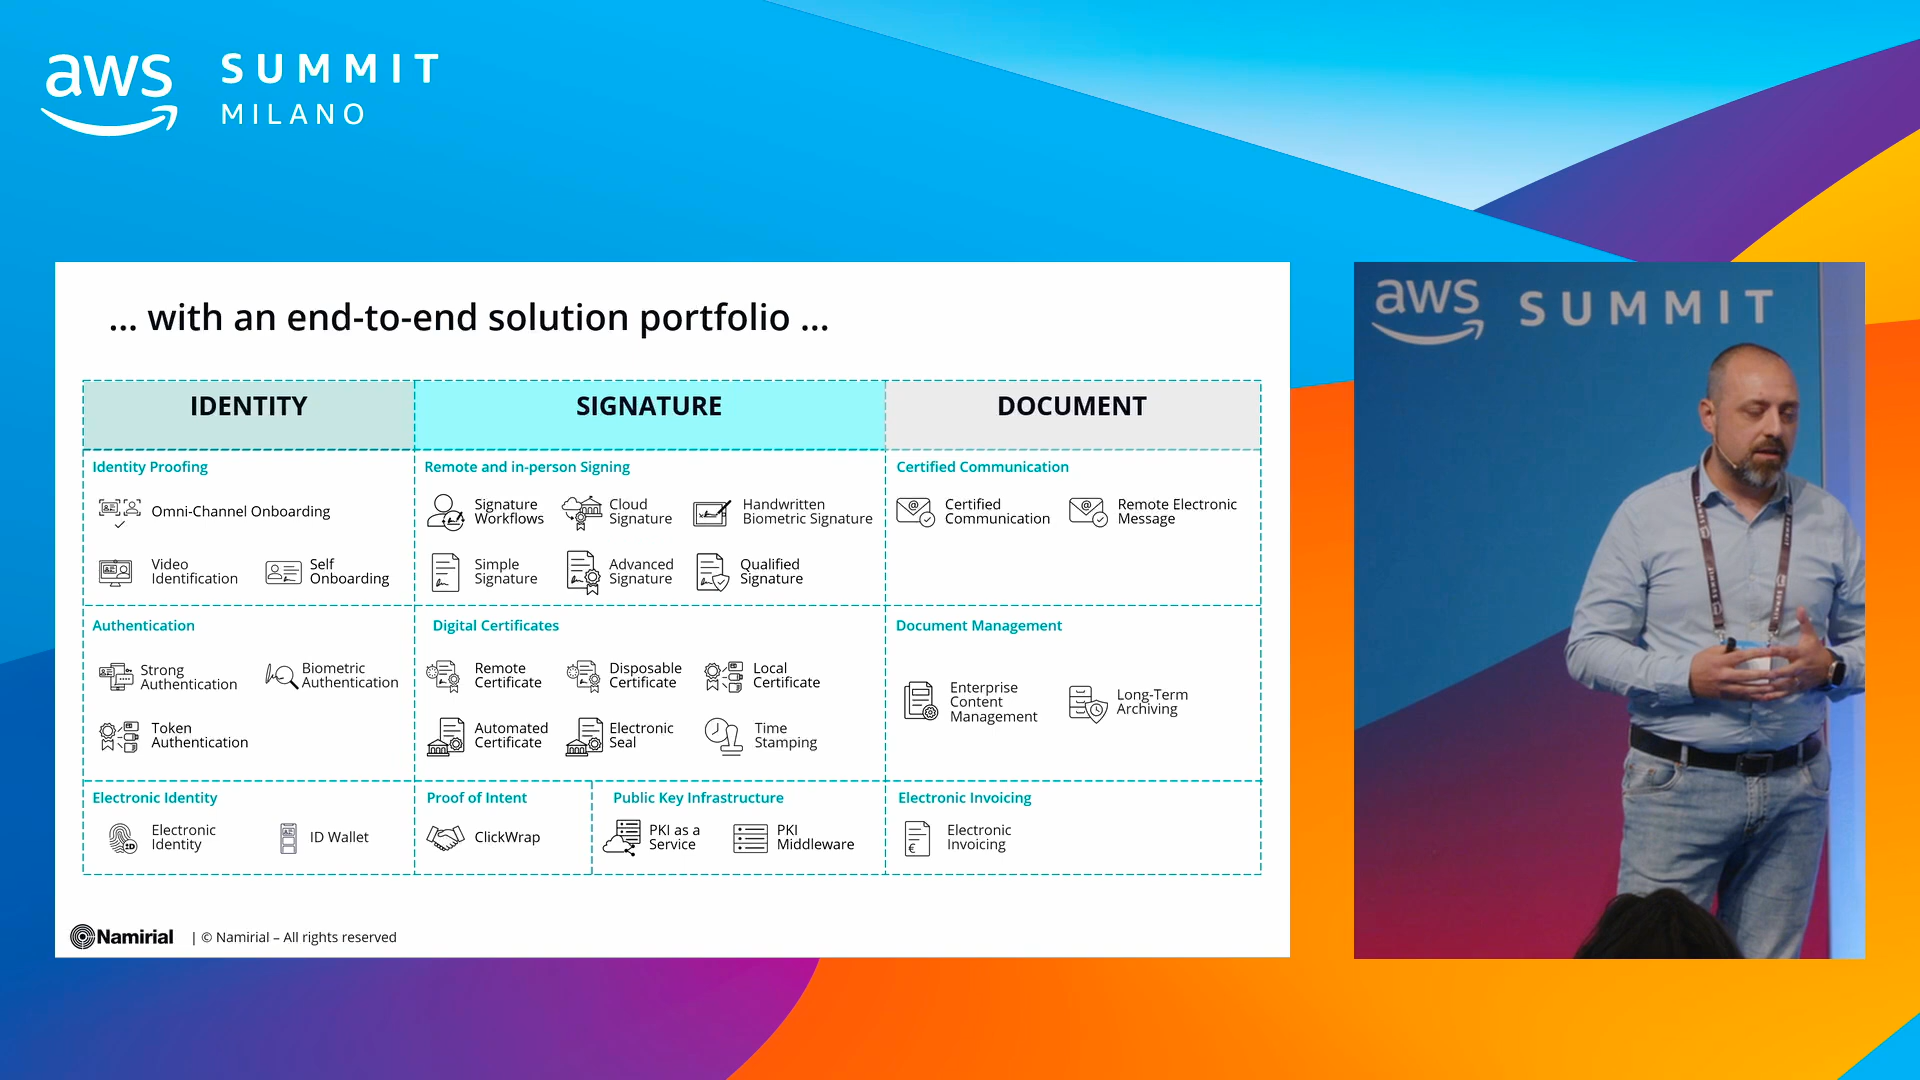 aws SUMMIT
MILANO
... with an end-to-end solution portfolio ...
IDENTITY
SIGNATURE
DOCUMENT
Identity Proofing
Omni-Channel Onboarding
Video
Identification
Self
Onboarding
Remote and in-person Signing
Signature
Workflows
Cloud
Signature
Handwritten
Biometric Signature
Simple
Signature
Advanced
Signature
Qualified
Signature
Certified Communication
Certified
Communication
Remote Electronic
Message
Authentication
Strong
Authentication
Biometric
Authentication
Token
Authentication
Digital Certificates
Remote
Certificate
Disposable
Certificate
Local
Certificate
Automated
Certificate
Electronic
Seal
Time
Stamping
Document Management
Enterprise
Content
Management
Long-Term
Archiving
Electronic Identity
Electronic
Identity
ID Wallet
Proof of Intent
ClickWrap
Public Key Infrastructure
PKI as a
Service
PKI
Middleware
Electronic Invoicing
Electronic
Invoicing
Namirial | © Namirial – All rights reserved
aws SUMMIT